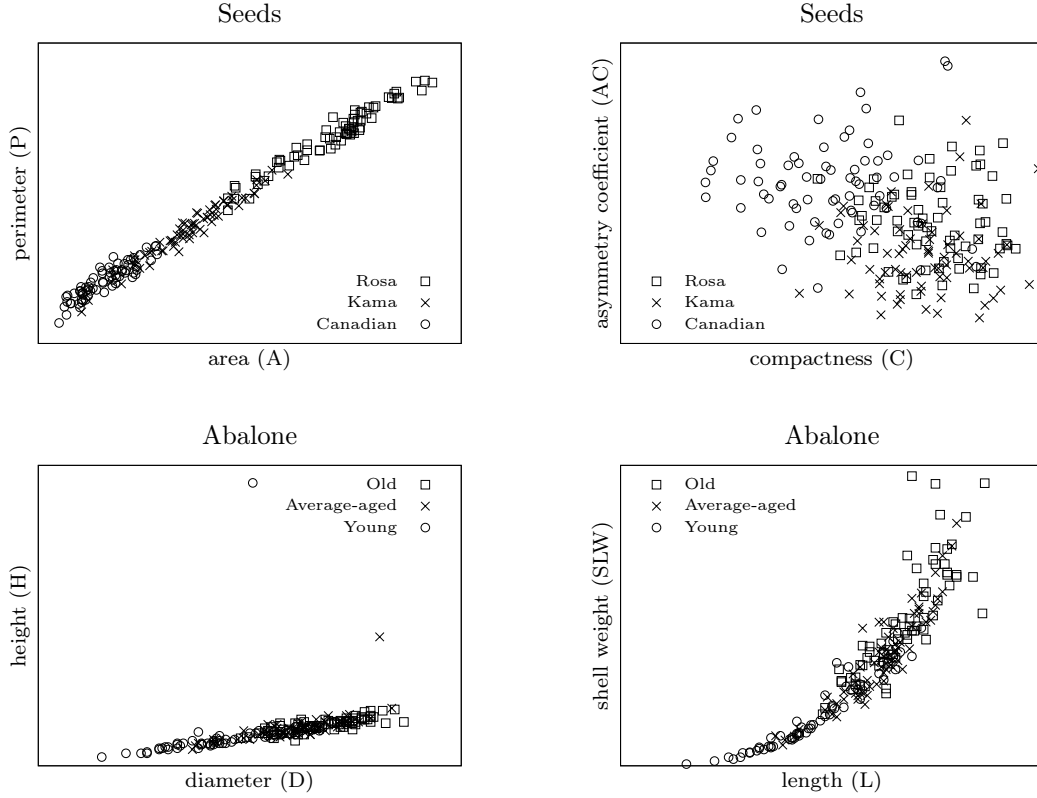 Seeds
perimeter (P)
Rosa
Kama
Canadian
area (A)
Seeds
asymmetry coefficient (AC)
Rosa
Kama
Canadian
compactness (C)
Abalone
height (H)
Old
Average-aged
Young
diameter (D)
Abalone
shell weight (SLW)
Old
Average-aged
Young
length (L)